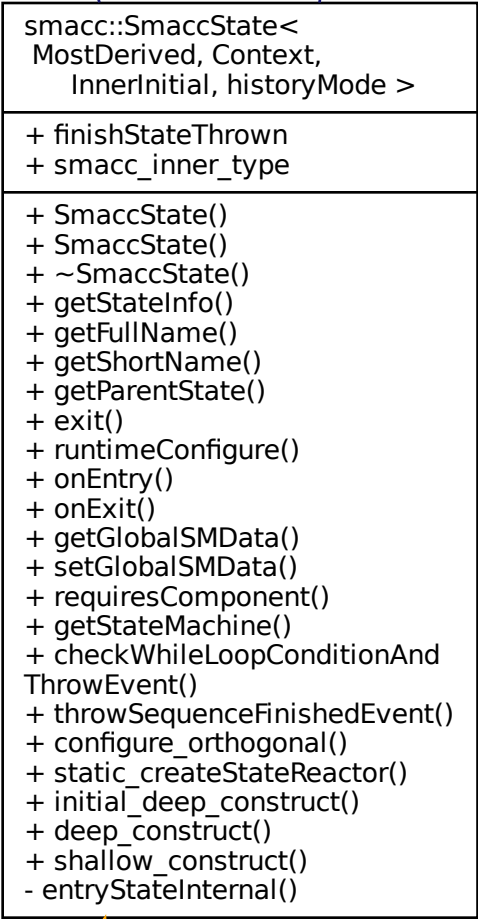 smacc::SmaccState<
MostDerived, Context,
InnerInitial, historyMode >
+ finishStateThrown
+ smacc_inner_type
+ SmaccState()
+ SmaccState()
+ ~SmaccState()
+ getStateInfo()
+ getFullName()
+ getShortName()
+ getParentState()
+ exit()
+ runtimeConfigure()
+ onEntry()
+ onExit()
+ getGlobalSMData()
+ setGlobalSMData()
+ requiresComponent()
+ getStateMachine()
+ checkWhileLoopConditionAnd
ThrowEvent()
+ throwSequenceFinishedEvent()
+ configure_orthogonal()
+ static_createStateReactor()
+ initial_deep_construct()
+ deep_construct()
+ shallow_construct()
- entryStateInternal()